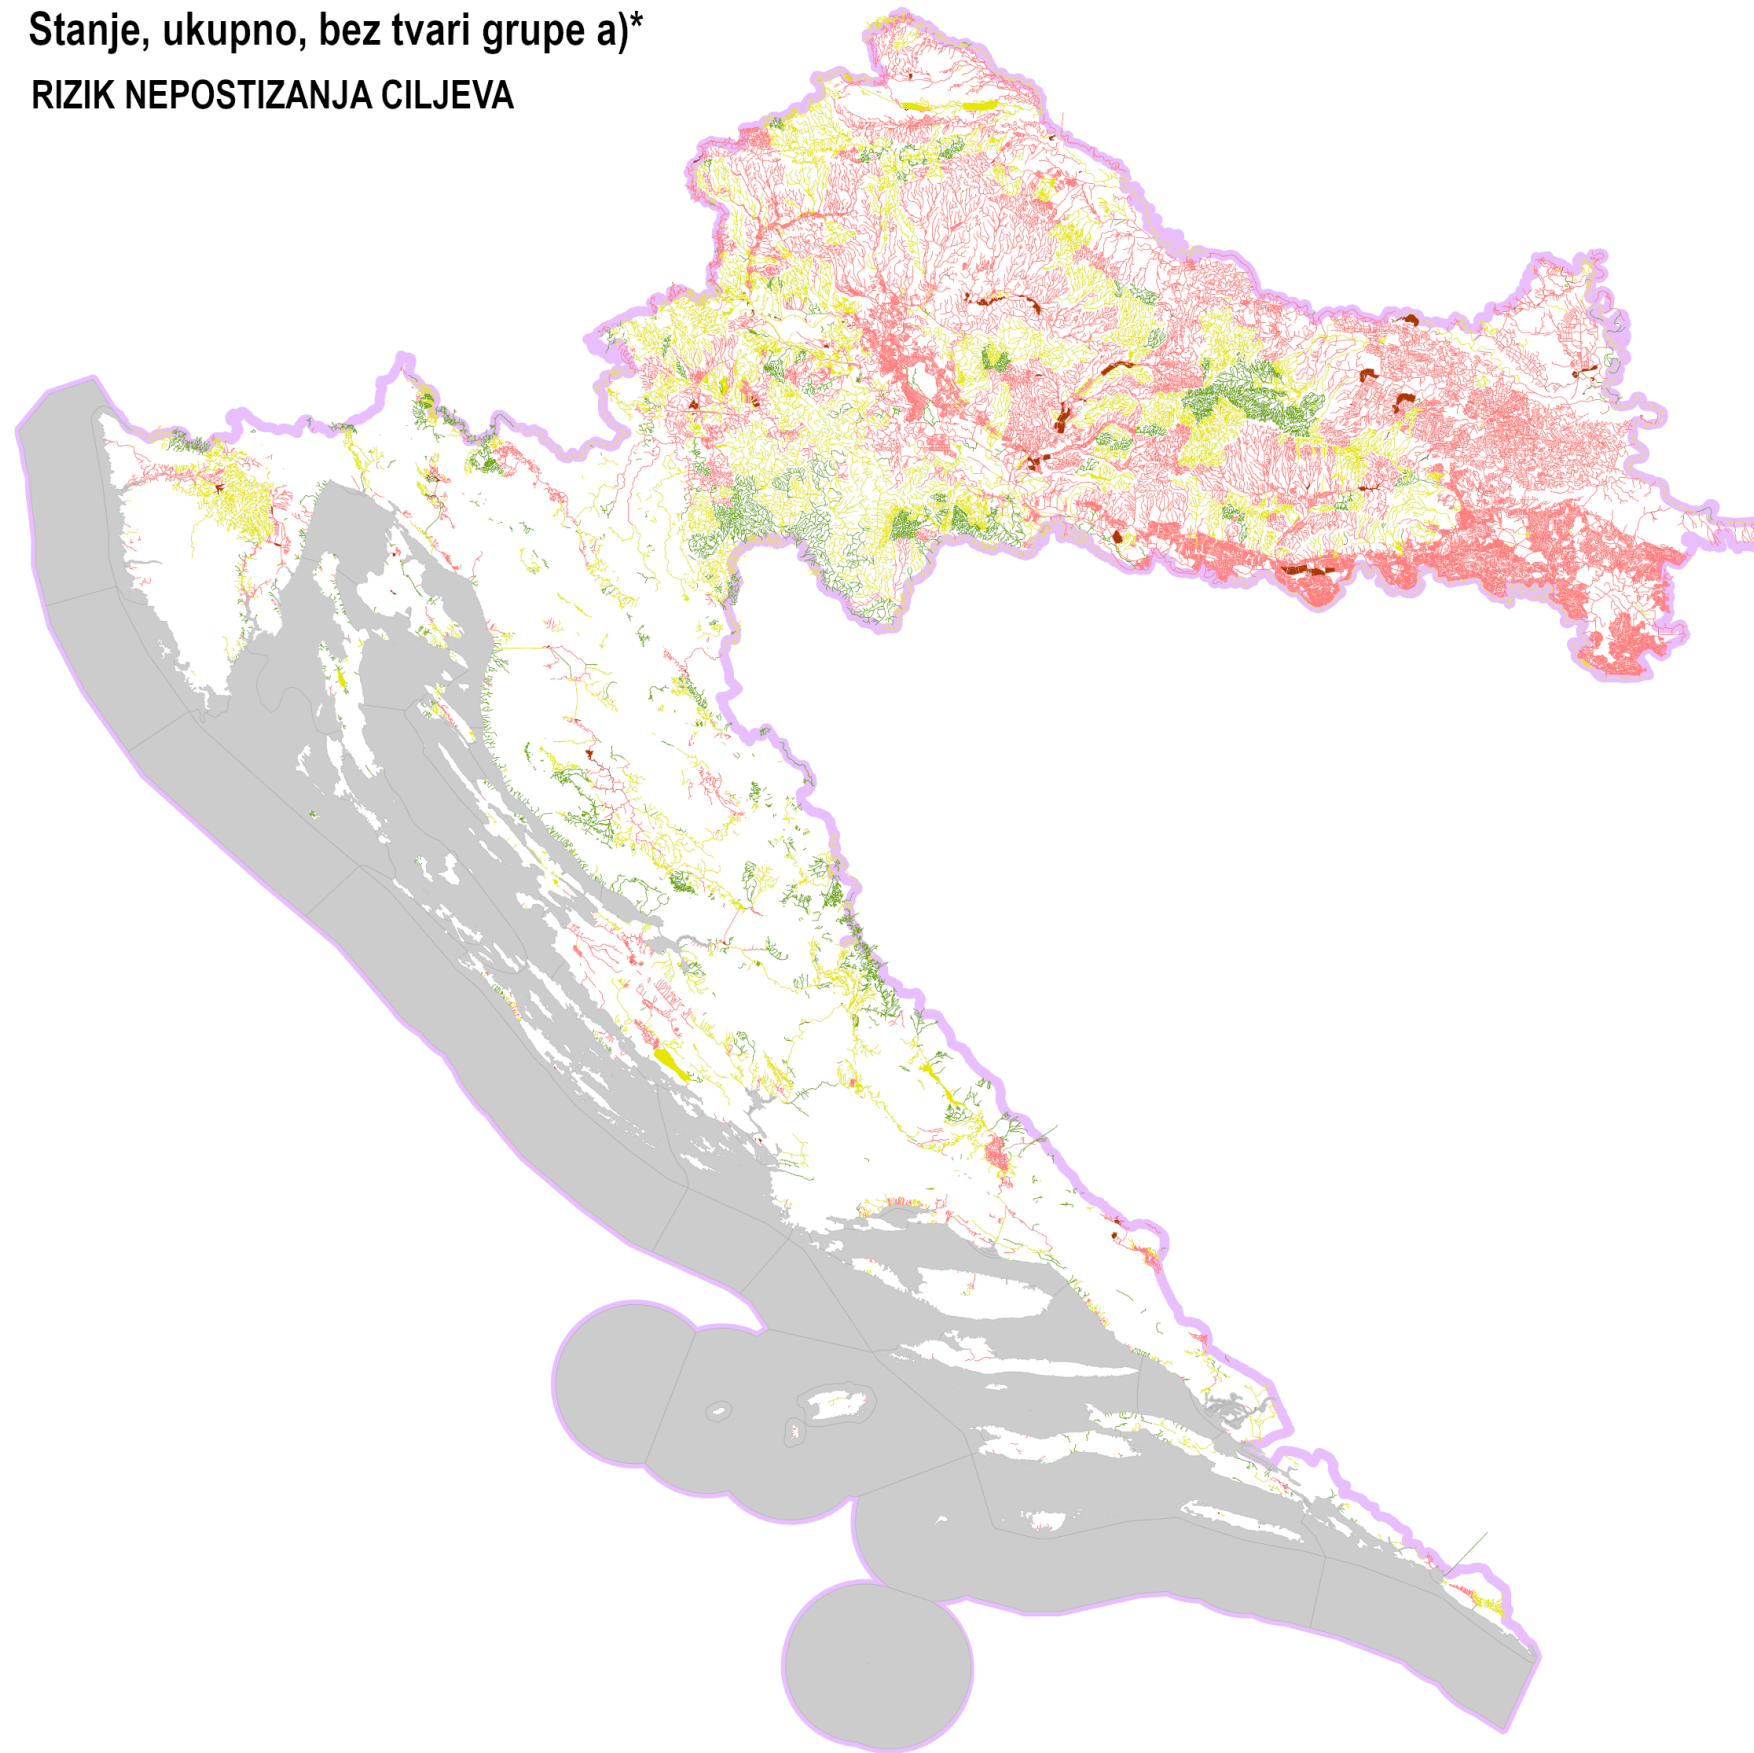 Stanje, ukupno, bez tvari grupe a)*
RIZIK NEPOSTIZANJA CILJEVA